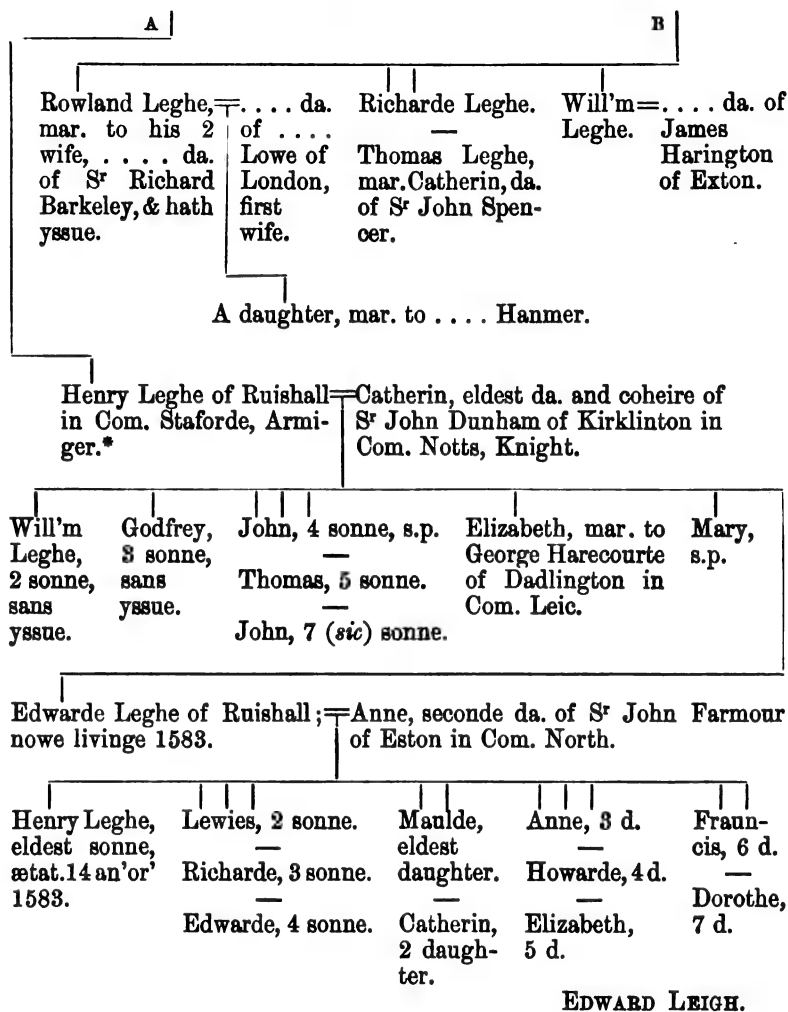 A B
Rowland Leghe,
mar. to his 2
wife, . . . . da.
of Sr Richard
Barkeley, & hath
yssue.
. . . . da.
of . . . .
Lowe of
London,
first
wife.
Richarde Leghe.
—
Thomas Leghe,
mar. Catherin, da.
of Sr John Spen-
cer.
Will'm
Leghe.
. . . . da. of
James
Harington
of Exton.
A daughter, mar. to . . . . Hanmer.
Henry Leghe of Ruishall
in Com. Staforde, Armi-
ger.*
Catherin, eldest da. and coheire of
Sr John Dunham of Kirklinton in
Com. Notts, Knight.
Will'm
Leghe,
2 sonne,
sans
yssue.
Godfrey,
3 sonne,
sans
yssue.
John, 4 sonne, s.p.
—
Thomas, 5 sonne.
—
John, 7 (sic) sonne.
Elizabeth, mar. to
George Harecourte
of Dadlington in
Com. Leic.
Mary,
s.p.
Edwarde Leghe of Ruishall;
nowe livinge 1583.
Anne, seconde da. of Sr John Farmour
of Eston in Com. North.
Henry Leghe,
eldest sonne,
ætat. 14 an'or'
1583.
Lewies, 2 sonne.
—
Richarde, 3 sonne.
—
Edwarde, 4 sonne.
Maulde,
eldest
daughter.
—
Catherin,
2 daugh-
ter.
Anne, 3 d.
—
Howarde, 4 d.
—
Elizabeth,
5 d.
Fraun-
cis, 6 d.
—
Dorothe,
7 d.
EDWARD LEIGH.